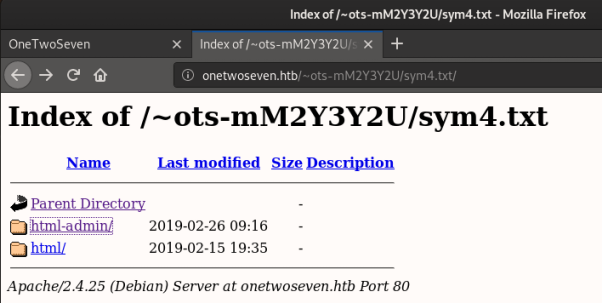 Index of /~ots-mM2Y3Y2U/sym4.txt - Mozilla Firefox
OneTwoSeven × Index of /~ots-mM2Y3Y2U/s × +
onetwoseven.htb/~ots-mM2Y3Y2U/sym4.txt/
Index of /~ots-mM2Y3Y2U/sym4.txt
Name Last modified Size Description
Parent Directory -
html-admin/ 2019-02-26 09:16 -
html/ 2019-02-15 19:35 -
Apache/2.4.25 (Debian) Server at onetwoseven.htb Port 80